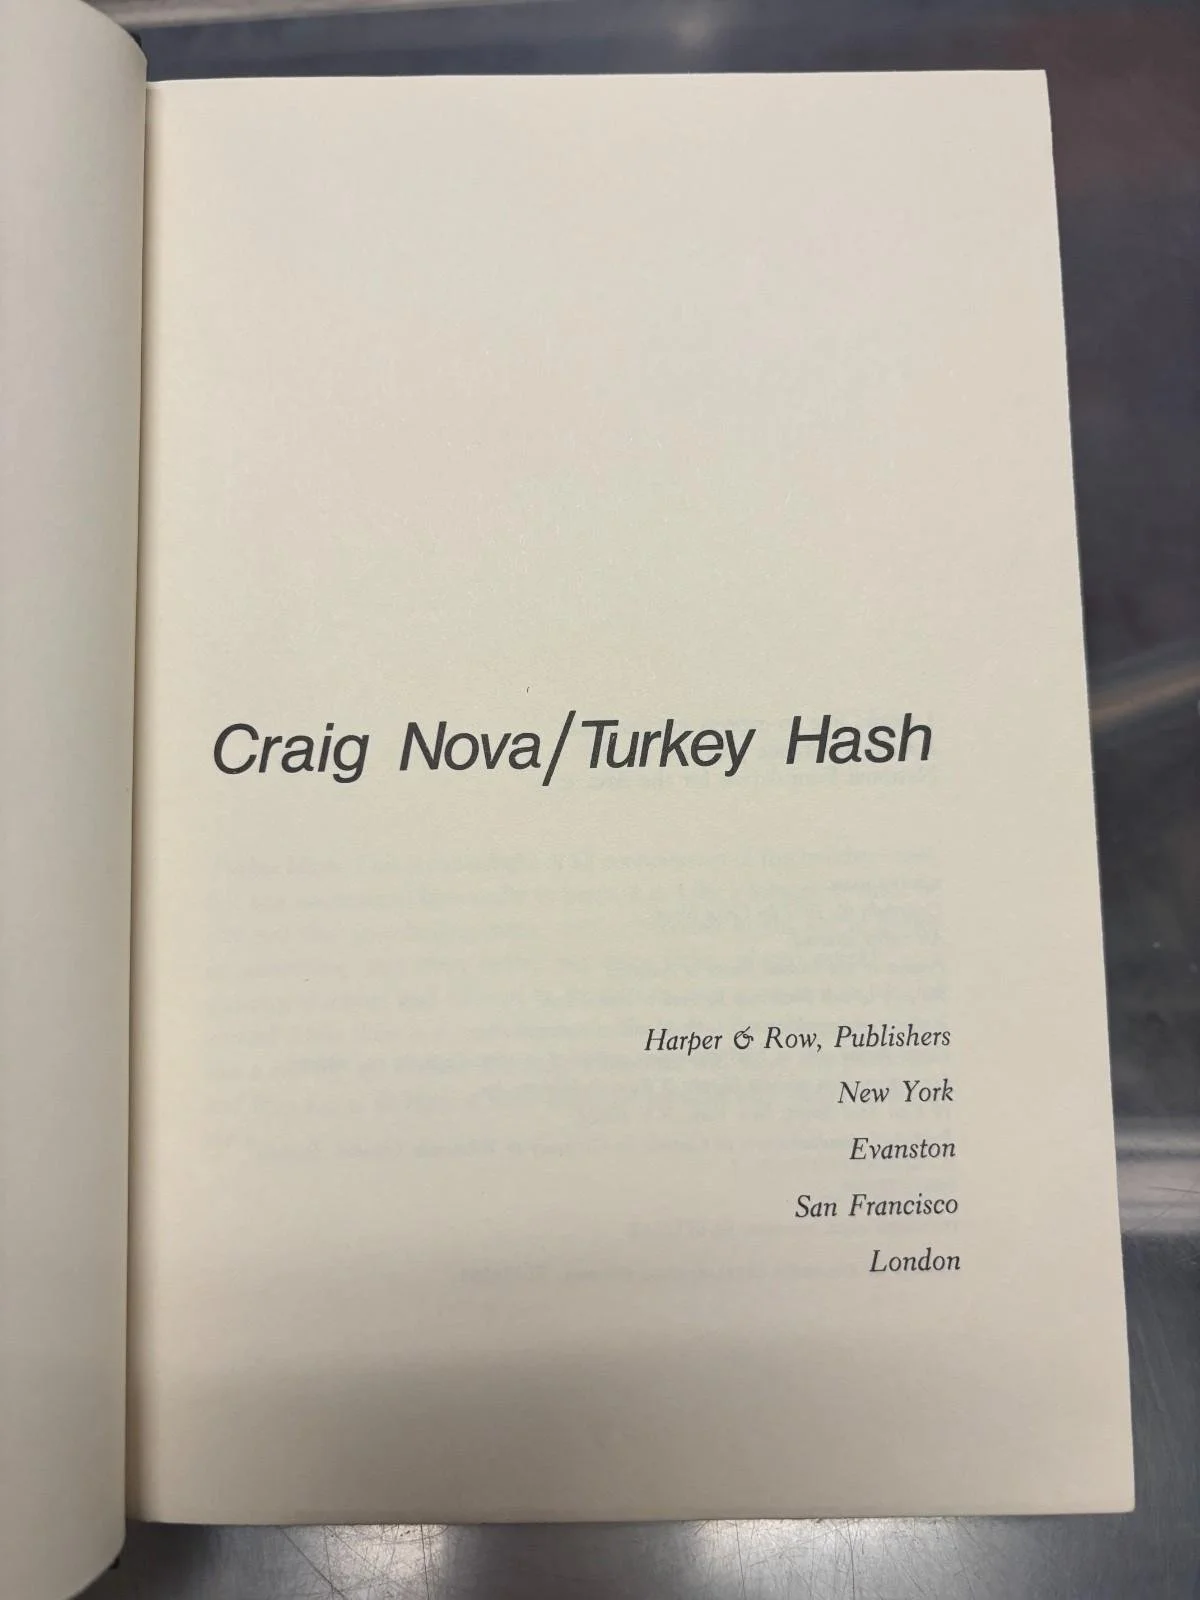 Craig Nova/Turkey Hash
Harper & Row, Publishers
New York
Evanston
San Francisco
London